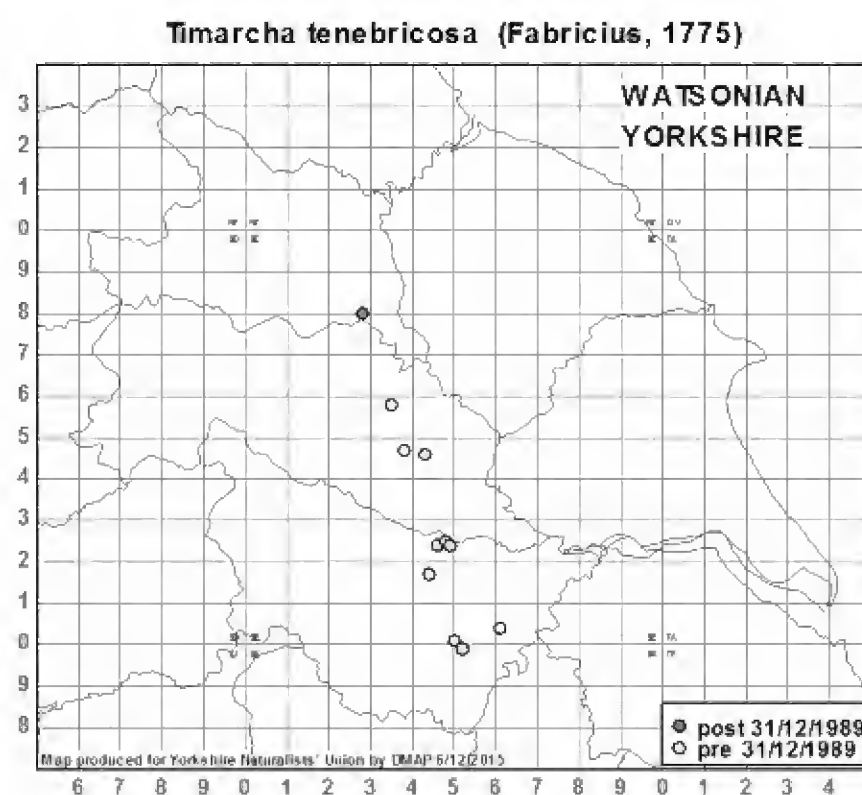 Timarcha tenebricosa (Fabricius, 1775)
WATSONIAN
YORKSHIRE
3
2
1
0
9
8
7
6
5
4
3
2
1
0
9
8
post 31/12/1989
pre 31/12/1989
Map produced for Yorkshire Naturalists' Union by DMAP 6/12/2015
6 7 8 9 0 1 2 3 4 5 6 7 8 9 0 1 2 3 4